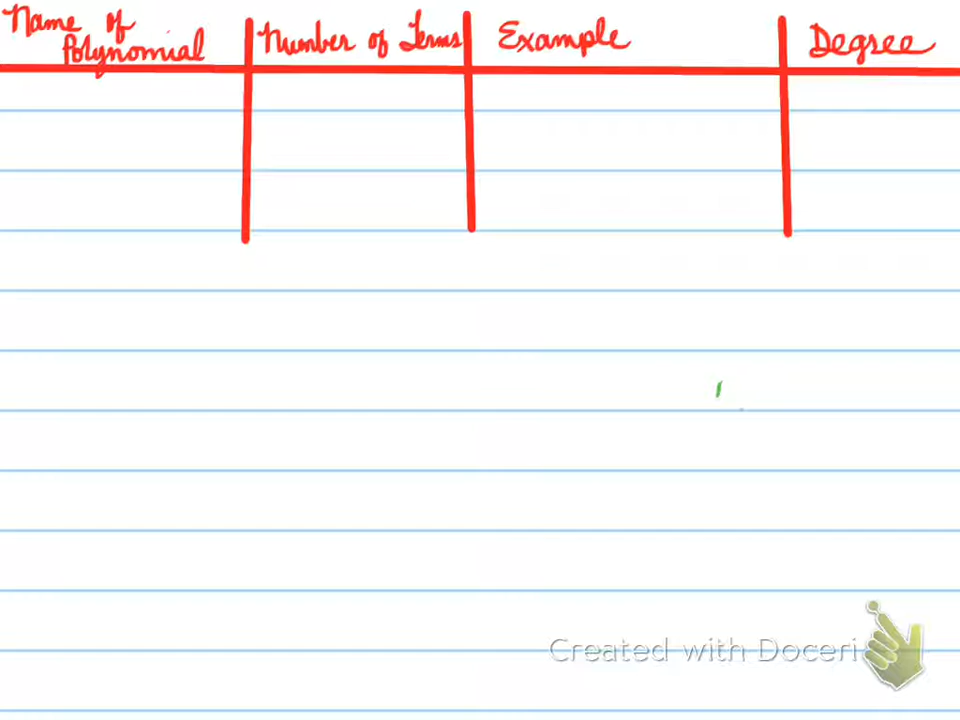 Name of Polynomial
Number of Terms
Example
Degree
Created with Doceri